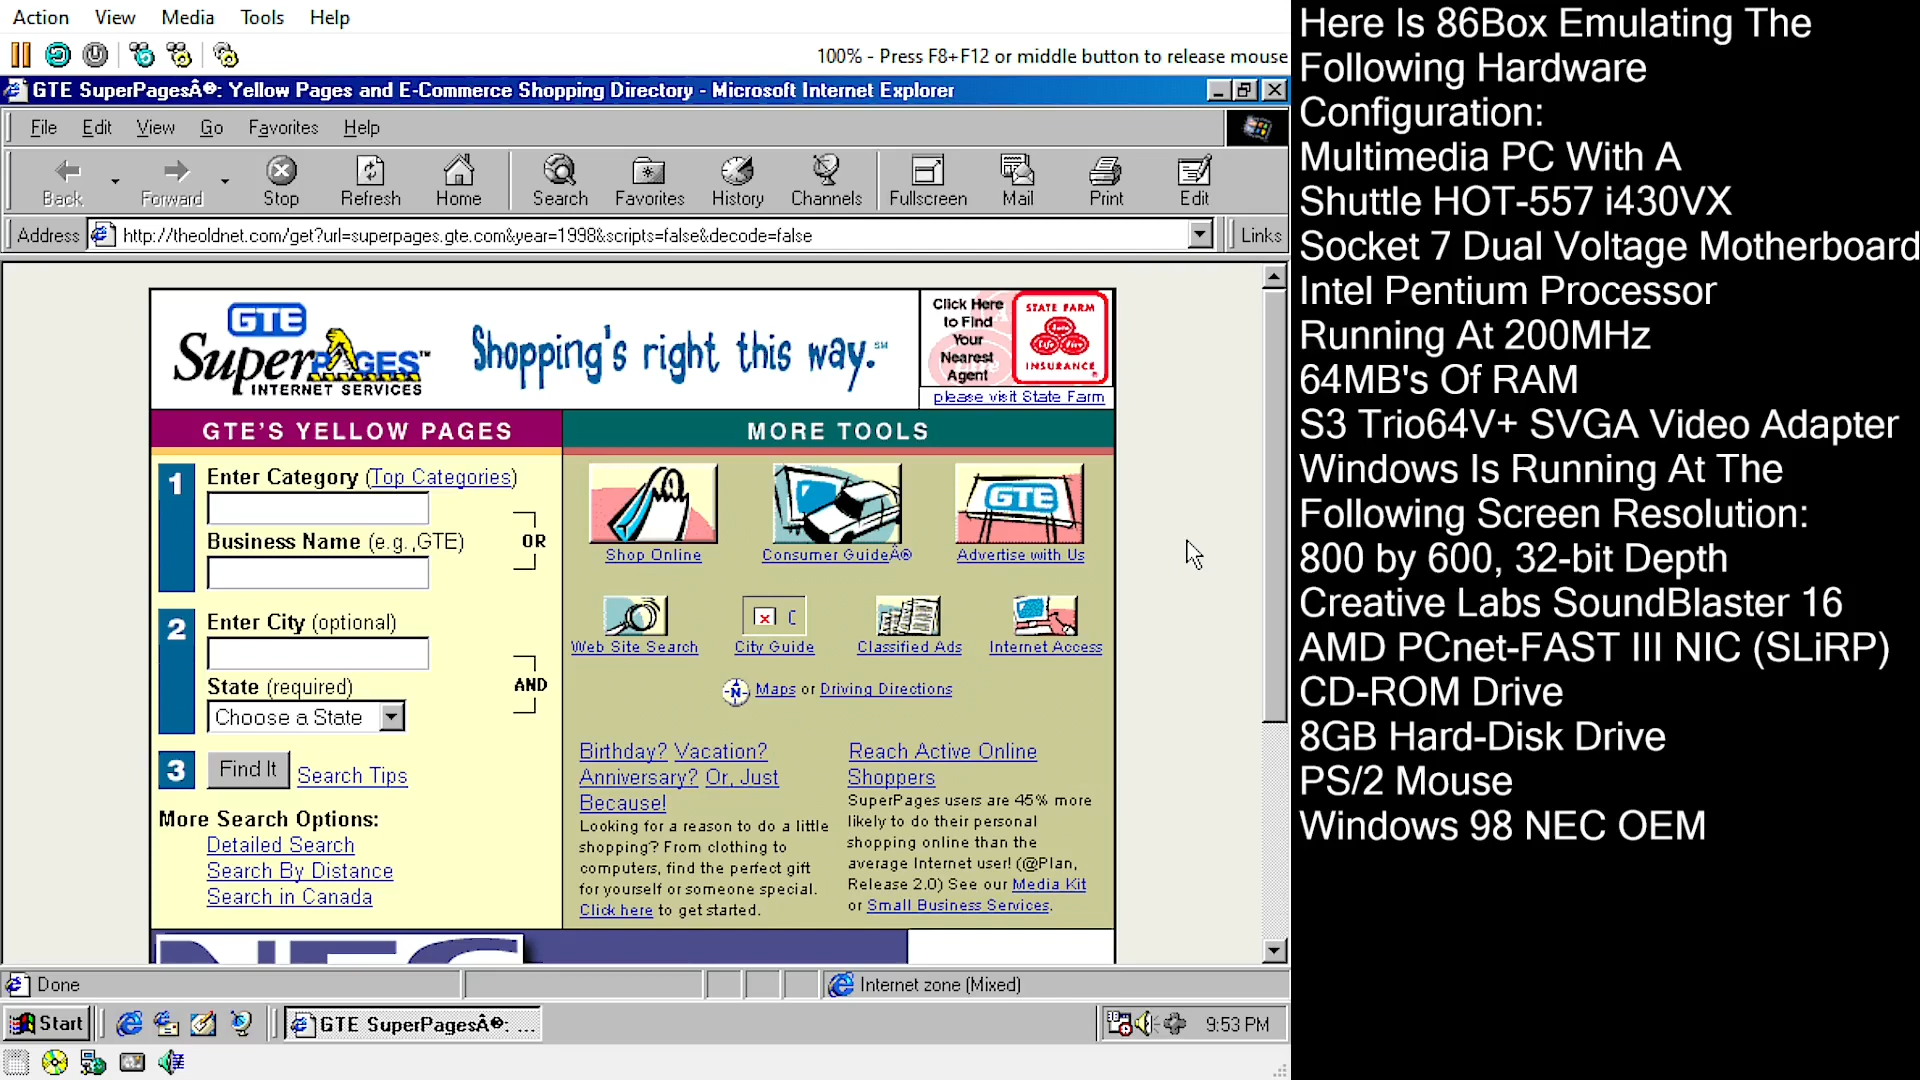 Action View Media Tools Help
100% - Press F8+F12 or middle button to release mouse
GTE SuperPagesÂ®: Yellow Pages and E-Commerce Shopping Directory - Microsoft Internet Explorer
File Edit View Go Favorites Help
Back Forward Stop Refresh Home Search Favorites History Channels Fullscreen Mail Print Edit
Address http://theoldnet.com/get?url=superpages.gte.com&year=1998&scripts=false&decode=false Links
GTE
SuperPAGES™
INTERNET SERVICES
Shopping's right this way.℠
Click Here
to Find
Your
Nearest
Agent
STATE FARM
INSURANCE®
please visit State Farm
GTE'S YELLOW PAGES
1
Enter Category (Top Categories)
Business Name (e.g.,GTE)
OR
2
Enter City (optional)
State (required)
Choose a State
AND
3
Find It Search Tips
More Search Options:
Detailed Search
Search By Distance
Search in Canada
MORE TOOLS
GTE
Shop Online Consumer GuideÂ® Advertise with Us
Web Site Search City Guide Classified Ads Internet Access
N
Maps or Driving Directions
Birthday? Vacation?
Anniversary? Or, Just
Because!
Looking for a reason to do a little
shopping? From clothing to
computers, find the perfect gift
for yourself or someone special.
Click here to get started.
Reach Active Online
Shoppers
SuperPages users are 45% more
likely to do their personal
shopping online than the
average Internet user! (@Plan,
Release 2.0) See our Media Kit
or Small Business Services.
Done Internet zone (Mixed)
Start GTE SuperPagesÂ®: ... 9:53 PM
Here Is 86Box Emulating The
Following Hardware
Configuration:
Multimedia PC With A
Shuttle HOT-557 i430VX
Socket 7 Dual Voltage Motherboard
Intel Pentium Processor
Running At 200MHz
64MB's Of RAM
S3 Trio64V+ SVGA Video Adapter
Windows Is Running At The
Following Screen Resolution:
800 by 600, 32-bit Depth
Creative Labs SoundBlaster 16
AMD PCnet-FAST III NIC (SLiRP)
CD-ROM Drive
8GB Hard-Disk Drive
PS/2 Mouse
Windows 98 NEC OEM